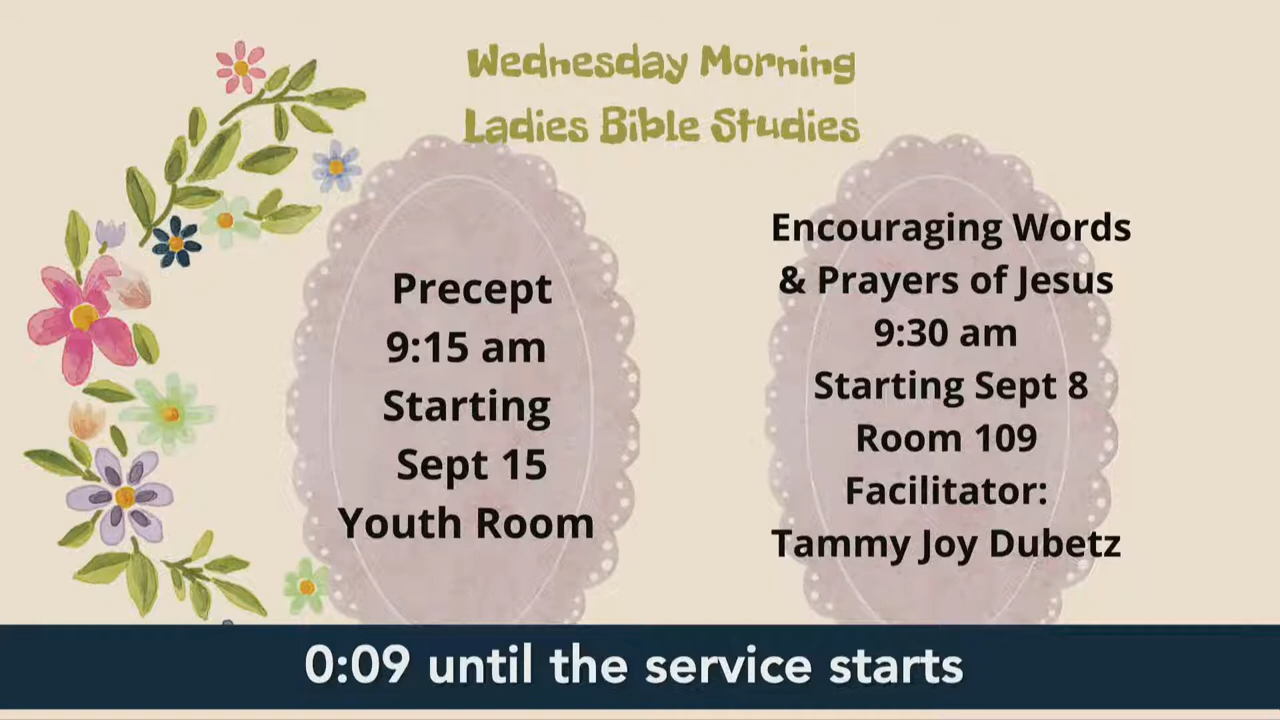 Wednesday Morning
Ladies Bible Studies
Precept
9:15 am
Starting
Sept 15
Youth Room
Encouraging Words
& Prayers of Jesus
9:30 am
Starting Sept 8
Room 109
Facilitator:
Tammy Joy Dubetz
0:09 until the service starts